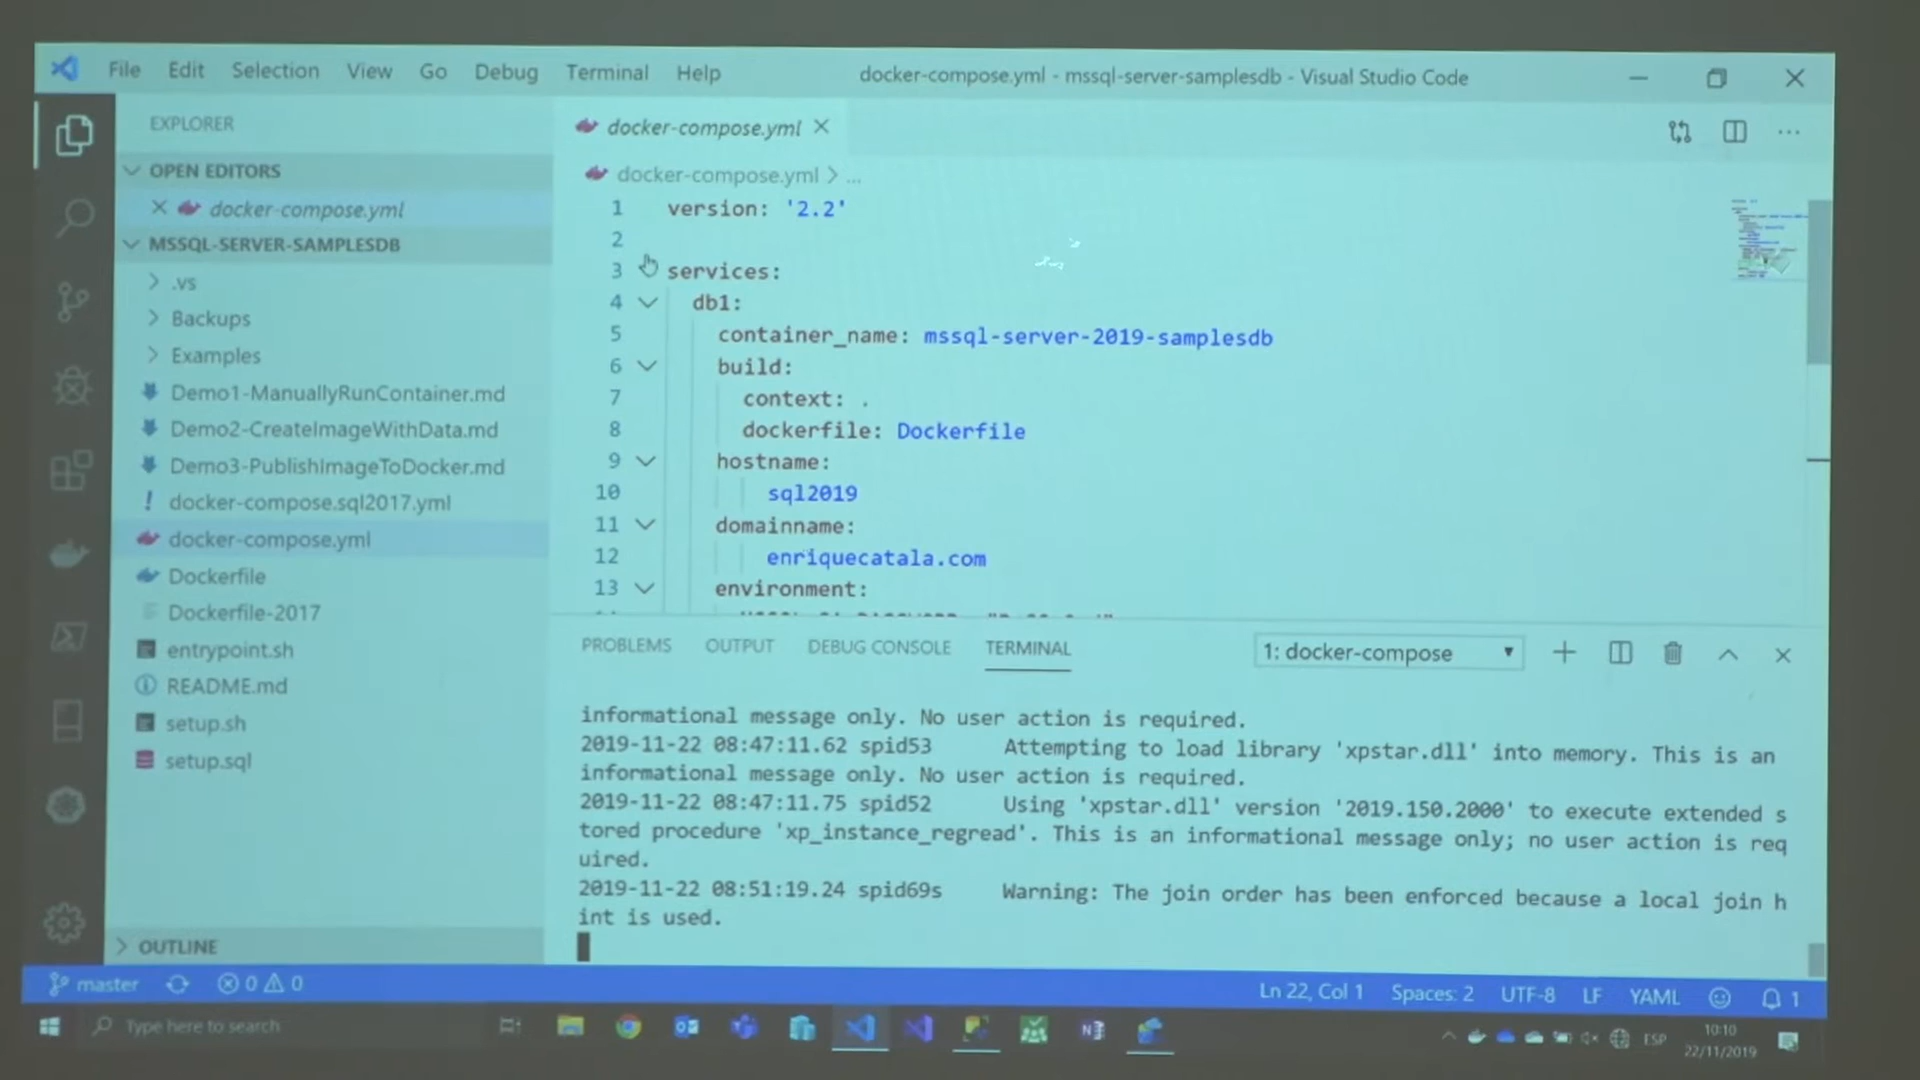 File Edit Selection View Go Debug Terminal Help
docker-compose.yml - mssql-server-samplesdb - Visual Studio Code
EXPLORER
OPEN EDITORS
docker-compose.yml
MSSQL-SERVER-SAMPLESDB
.vs
Backups
Examples
Demo1-ManuallyRunContainer.md
Demo2-CreateImageWithData.md
Demo3-PublishImageToDocker.md
! docker-compose.sql2017.yml
docker-compose.yml
Dockerfile
Dockerfile-2017
entrypoint.sh
README.md
setup.sh
setup.sql
OUTLINE
docker-compose.yml
docker-compose.yml > ...
1 version: '2.2'
2
3 services:
4 db1:
5 container_name: mssql-server-2019-samplesdb
6 build:
7 context: .
8 dockerfile: Dockerfile
9 hostname:
10 sql2019
11 domainname:
12 enriquecatala.com
13 environment:
PROBLEMS OUTPUT DEBUG CONSOLE TERMINAL
1: docker-compose
informational message only. No user action is required.
2019-11-22 08:47:11.62 spid53 Attempting to load library 'xpstar.dll' into memory. This is an
informational message only. No user action is required.
2019-11-22 08:47:11.75 spid52 Using 'xpstar.dll' version '2019.150.2000' to execute extended s
tored procedure 'xp_instance_regread'. This is an informational message only; no user action is req
uired.
2019-11-22 08:51:19.24 spid69s Warning: The join order has been enforced because a local join h
int is used.
master 0 0
Ln 22, Col 1 Spaces: 2 UTF-8 LF YAML 1
Type here to search
ESP
10:10
22/11/2019